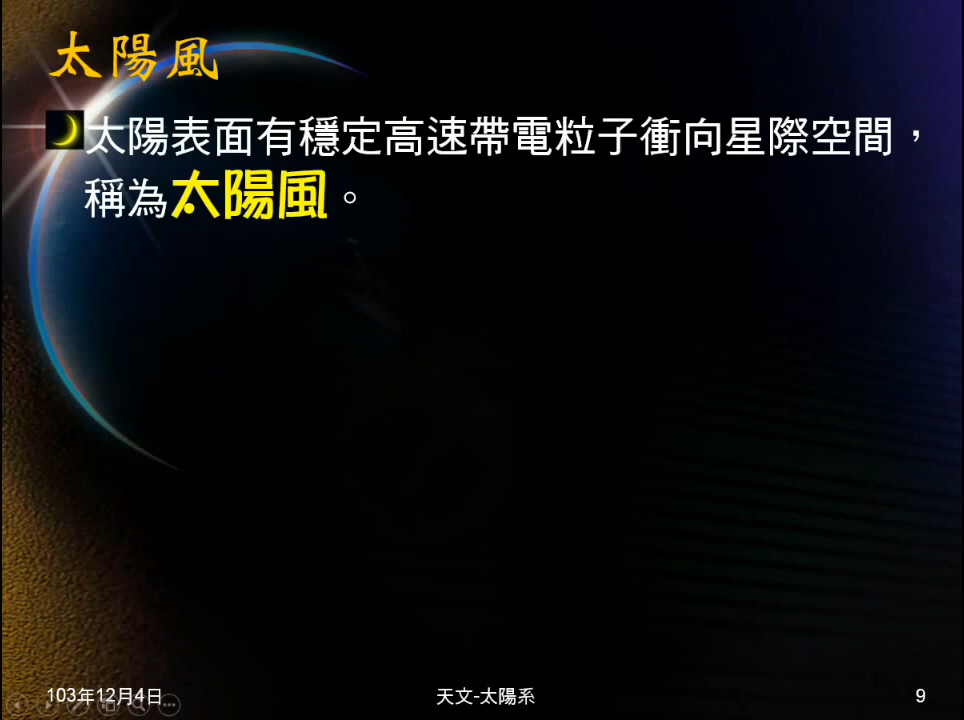 太陽風
太陽表面有穩定高速帶電粒子衝向星際空間，
稱為太陽風。
103年12月4日
天文-太陽系
9